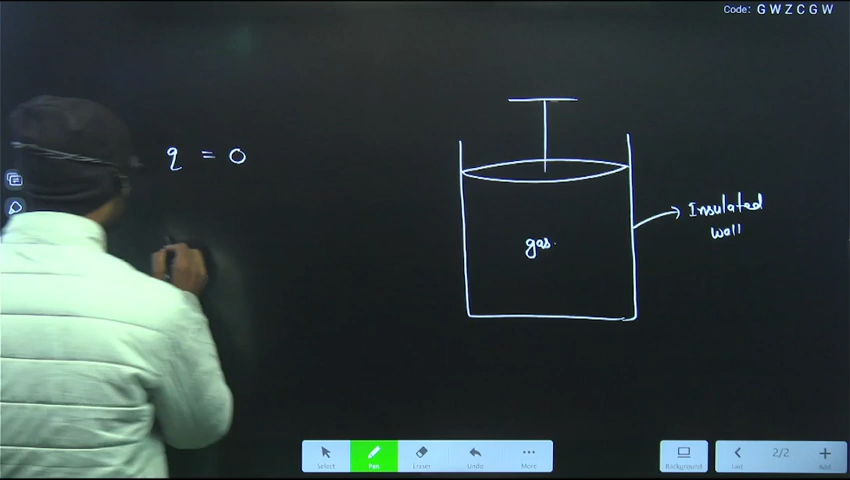 Code: GWZCGW
q = 0
Insulated
wall
gas.
Select
Pen
Eraser
Undo
More
Background
Last
2/2
Add